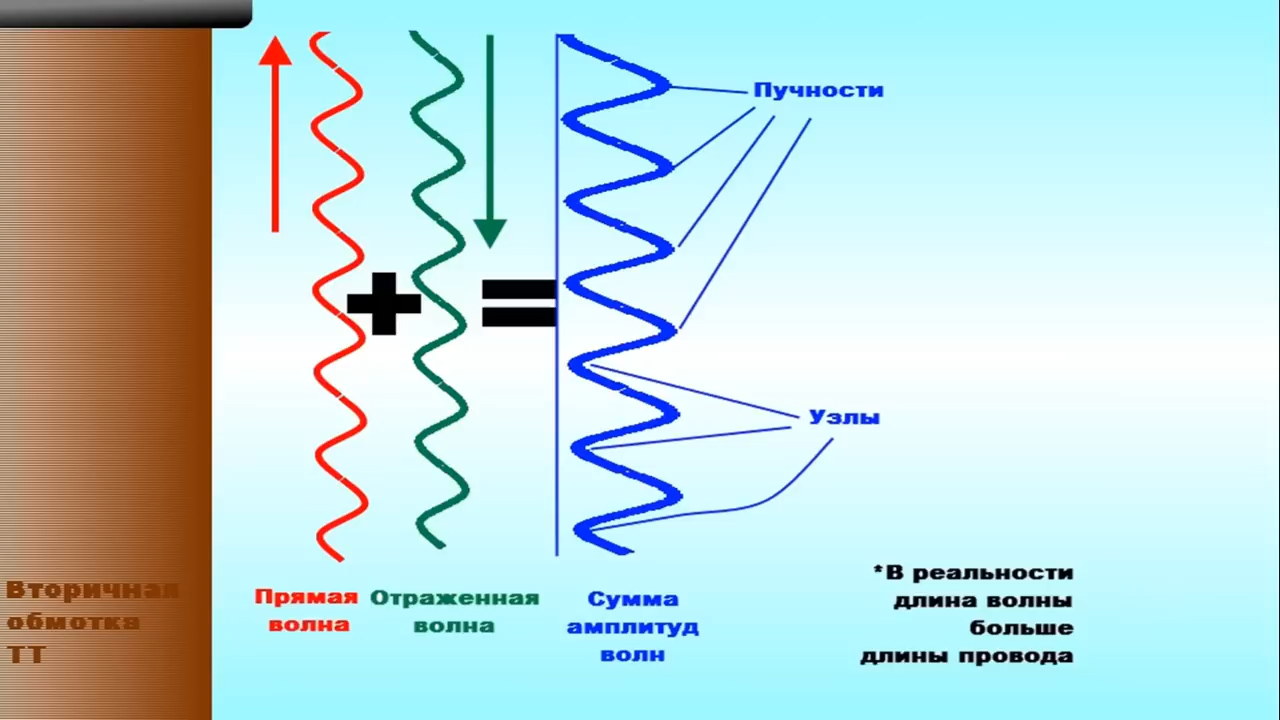 Пучности
Узлы
Вторичная
обмотка
ТТ
Прямая
волна
Отраженная
волна
Сумма
амплитуд
волн
*В реальности
длина волны
больше
длины провода